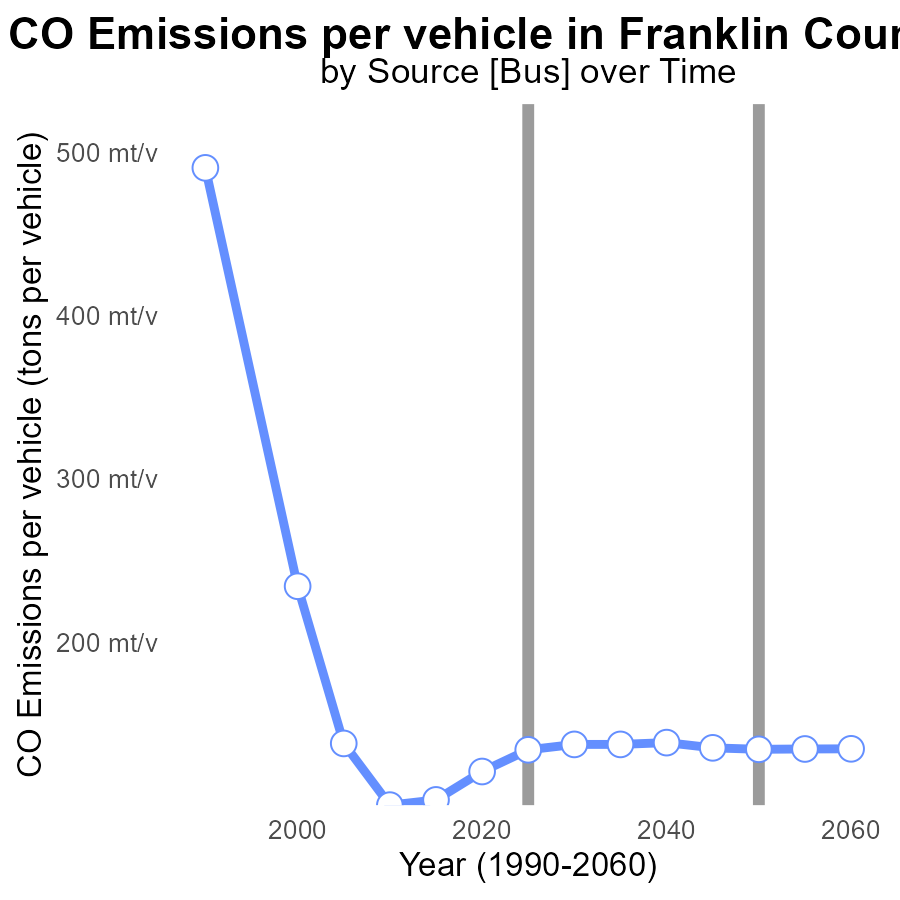 CO Emissions per vehicle in Franklin Cour
by Source [Bus] over Time
CO Emissions per vehicle (tons per vehicle)
500 mt/v
400 mt/v
300 mt/v
200 mt/v
2000 2020 2040 2060
Year (1990-2060)